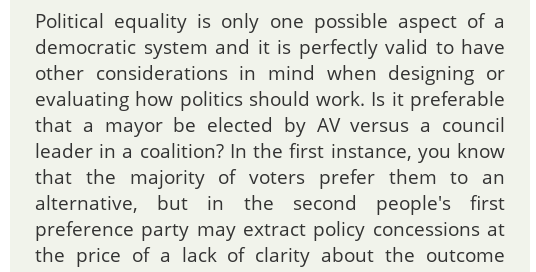 Political equality is only one possible aspect of a
democratic system and it is perfectly valid to have
other considerations in mind when designing or
evaluating how politics should work. Is it preferable
that a mayor be elected by AV versus a council
leader in a coalition? In the first instance, you know
that the majority of voters prefer them to an
alternative, but in the second people's first
preference party may extract policy concessions at
the price of a lack of clarity about the outcome